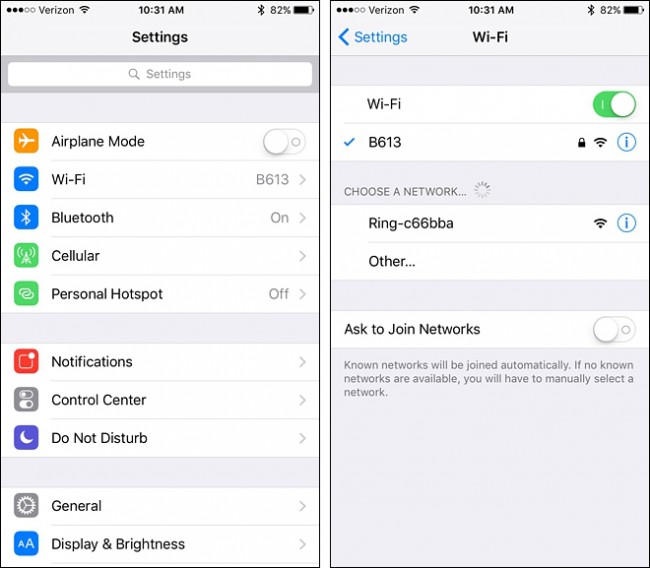 Verizon 10:31 AM 82%
Settings
Settings
Airplane Mode
Wi-Fi B613
Bluetooth On
Cellular
Personal Hotspot Off
Notifications
Control Center
Do Not Disturb
General
AA Display & Brightness
Verizon 10:31 AM 82%
Settings Wi-Fi
Wi-Fi
B613
CHOOSE A NETWORK...
Ring-c66bba
Other...
Ask to Join Networks
Known networks will be joined automatically. If no known
networks are available, you will have to manually select a
network.